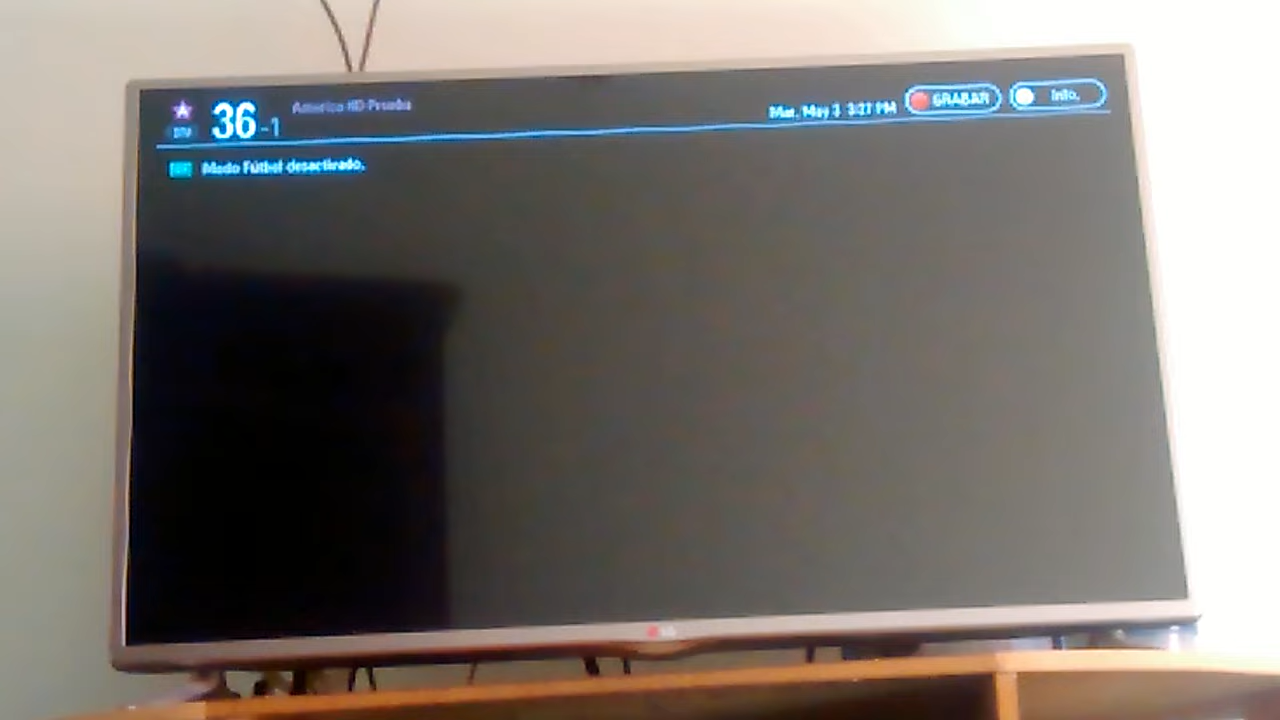 DTV 36-1 America HD-Prueba Mar. May 3 3:27 PM GRABAR Info.
Modo Fútbol desactivado.
LG